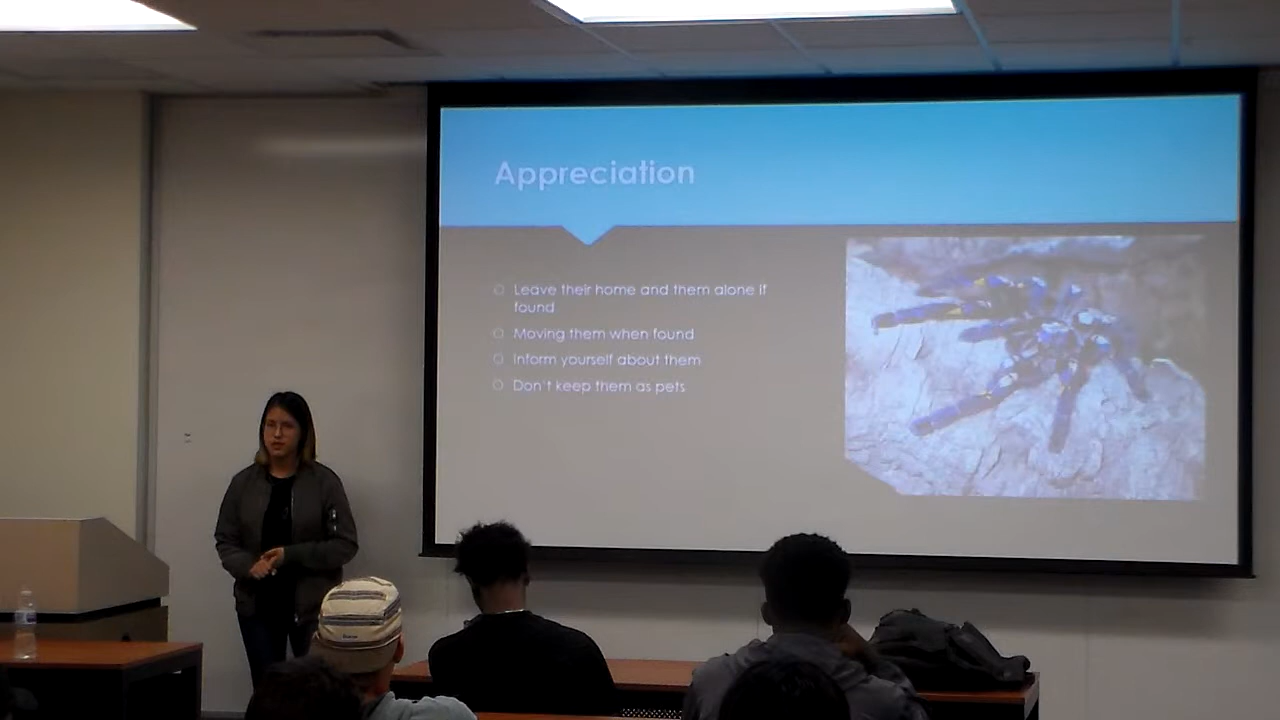 Appreciation
Leave their home and them alone if
found
Moving them when found
Inform yourself about them
Don't keep them as pets